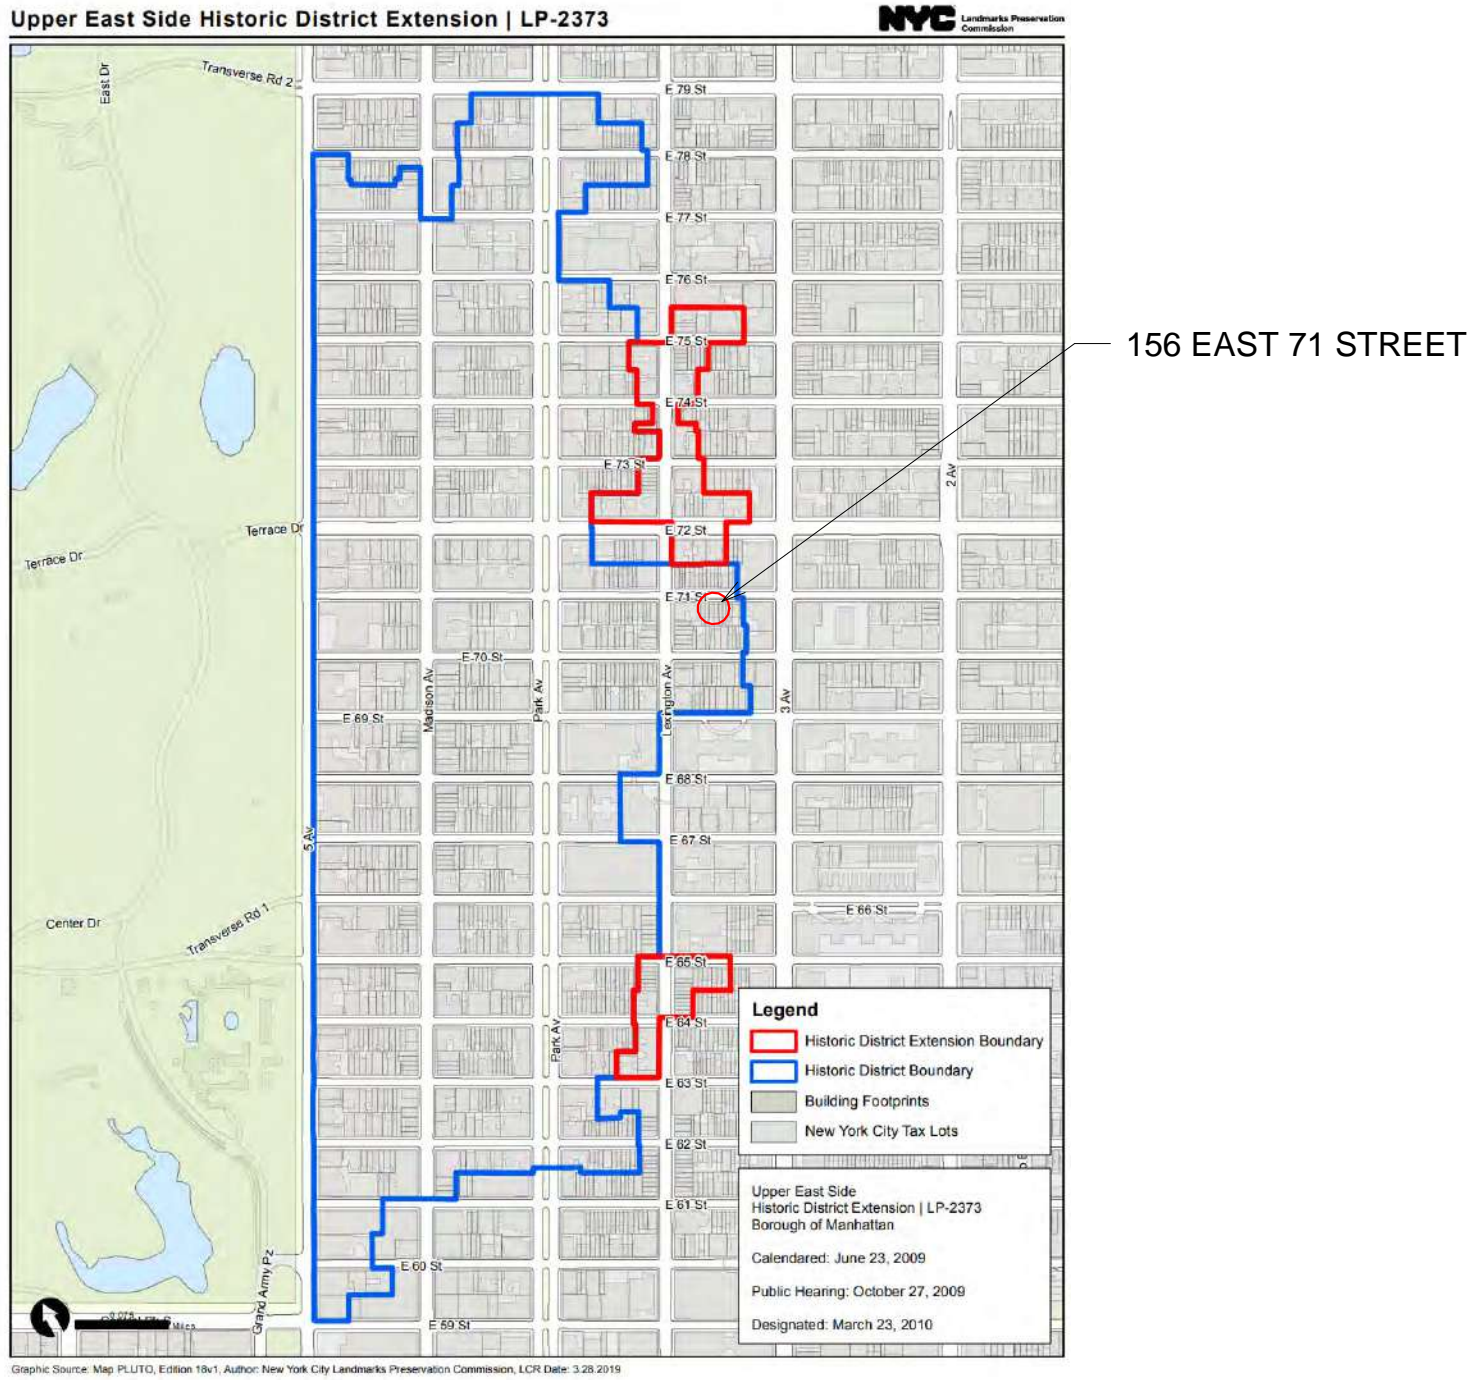 Upper East Side Historic District Extension | LP-2373
NYC Landmarks Preservation
Commission
East Dr
Transverse Rd 2
E 79 St
E 78 St
E 77 St
E 76 St
E 75 St
156 EAST 71 STREET
E 74 St
E 73 St
2 Av
Terrace Dr
E 72 St
Terrace Dr
E 71 St
E 70 St
Madison Av
Park Av
Lexington Av
3 Av
E 69 St
E 68 St
5 Av
E 67 St
E 66 St
Center Dr
Transverse Rd 1
E 65 St
E 64 St
Park Av
E 63 St
E 62 St
E 61 St
E 60 St
Grand Army Pz
E 59 St
0.075
Miles
Legend
Historic District Extension Boundary
Historic District Boundary
Building Footprints
New York City Tax Lots
Upper East Side
Historic District Extension | LP-2373
Borough of Manhattan
Calendared: June 23, 2009
Public Hearing: October 27, 2009
Designated: March 23, 2010
Graphic Source: Map PLUTO, Edition 18v1, Author: New York City Landmarks Preservation Commission, LCR Date: 3.28.2019